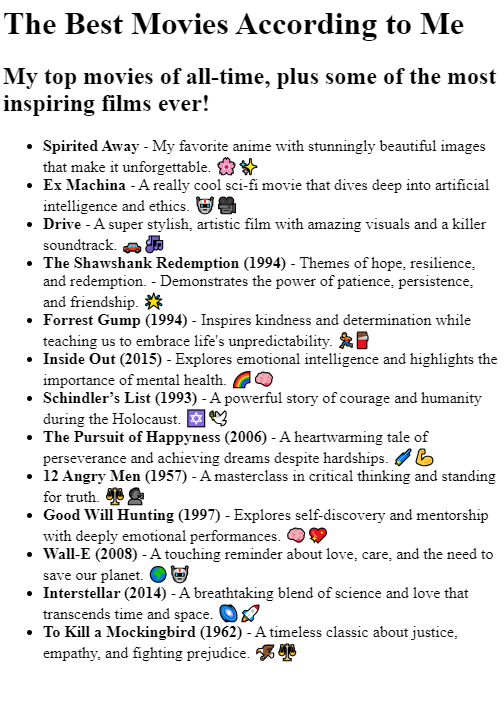 The Best Movies According to Me
My top movies of all-time, plus some of the most
inspiring films ever!
• Spirited Away - My favorite anime with stunningly beautiful images
that make it unforgettable. 🌸✨
• Ex Machina - A really cool sci-fi movie that dives deep into artificial
intelligence and ethics. 🤖🎥
• Drive - A super stylish, artistic film with amazing visuals and a killer
soundtrack. 🚗🎶
• The Shawshank Redemption (1994) - Themes of hope, resilience,
and redemption. - Demonstrates the power of patience, persistence,
and friendship. 🌟
• Forrest Gump (1994) - Inspires kindness and determination while
teaching us to embrace life's unpredictability. 🏃🍫
• Inside Out (2015) - Explores emotional intelligence and highlights the
importance of mental health. 🌈🧠
• Schindler’s List (1993) - A powerful story of courage and humanity
during the Holocaust. ✡️🕊️
• The Pursuit of Happyness (2006) - A heartwarming tale of
perseverance and achieving dreams despite hardships. 🖊️💪
• 12 Angry Men (1957) - A masterclass in critical thinking and standing
for truth. ⚖️🗣️
• Good Will Hunting (1997) - Explores self-discovery and mentorship
with deeply emotional performances. 🧠💖
• Wall-E (2008) - A touching reminder about love, care, and the need to
save our planet. 🌍🤖
• Interstellar (2014) - A breathtaking blend of science and love that
transcends time and space. 🌌🚀
• To Kill a Mockingbird (1962) - A timeless classic about justice,
empathy, and fighting prejudice. 🦅⚖️